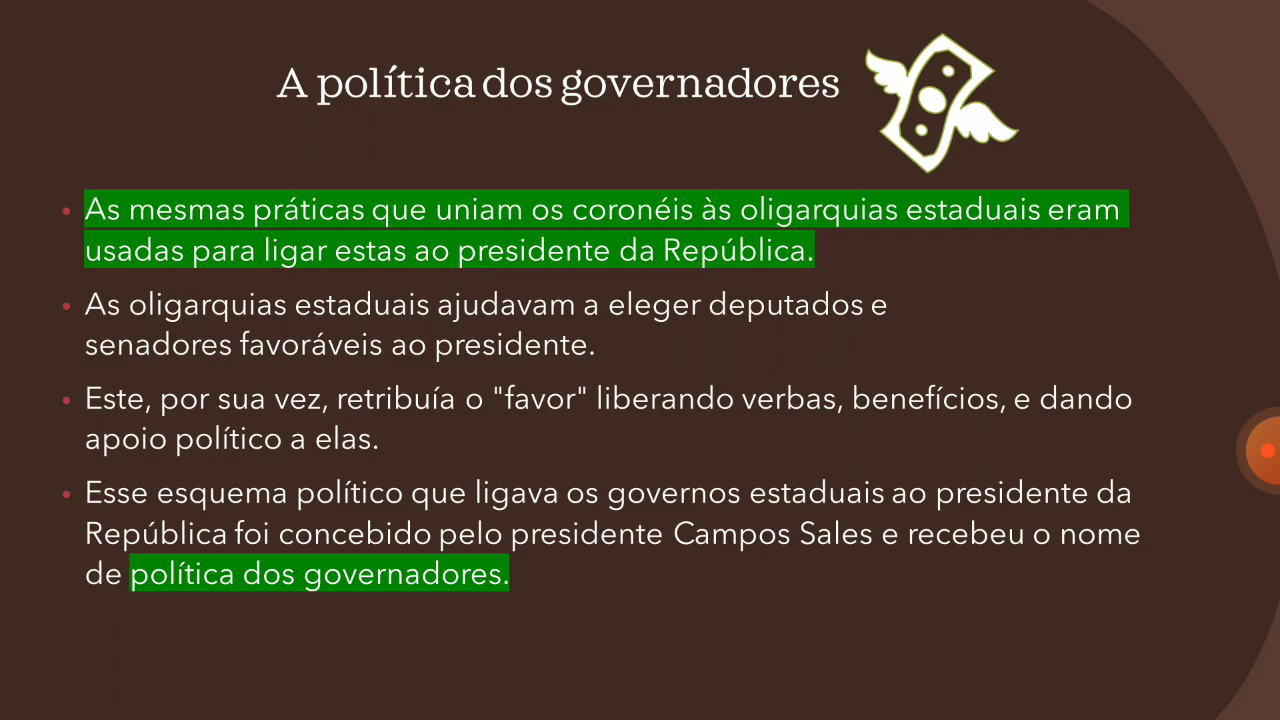 A política dos governadores
• As mesmas práticas que uniam os coronéis às oligarquias estaduais eram
usadas para ligar estas ao presidente da República.
• As oligarquias estaduais ajudavam a eleger deputados e
senadores favoráveis ao presidente.
• Este, por sua vez, retribuía o "favor" liberando verbas, benefícios, e dando
apoio político a elas.
• Esse esquema político que ligava os governos estaduais ao presidente da
República foi concebido pelo presidente Campos Sales e recebeu o nome
de política dos governadores.